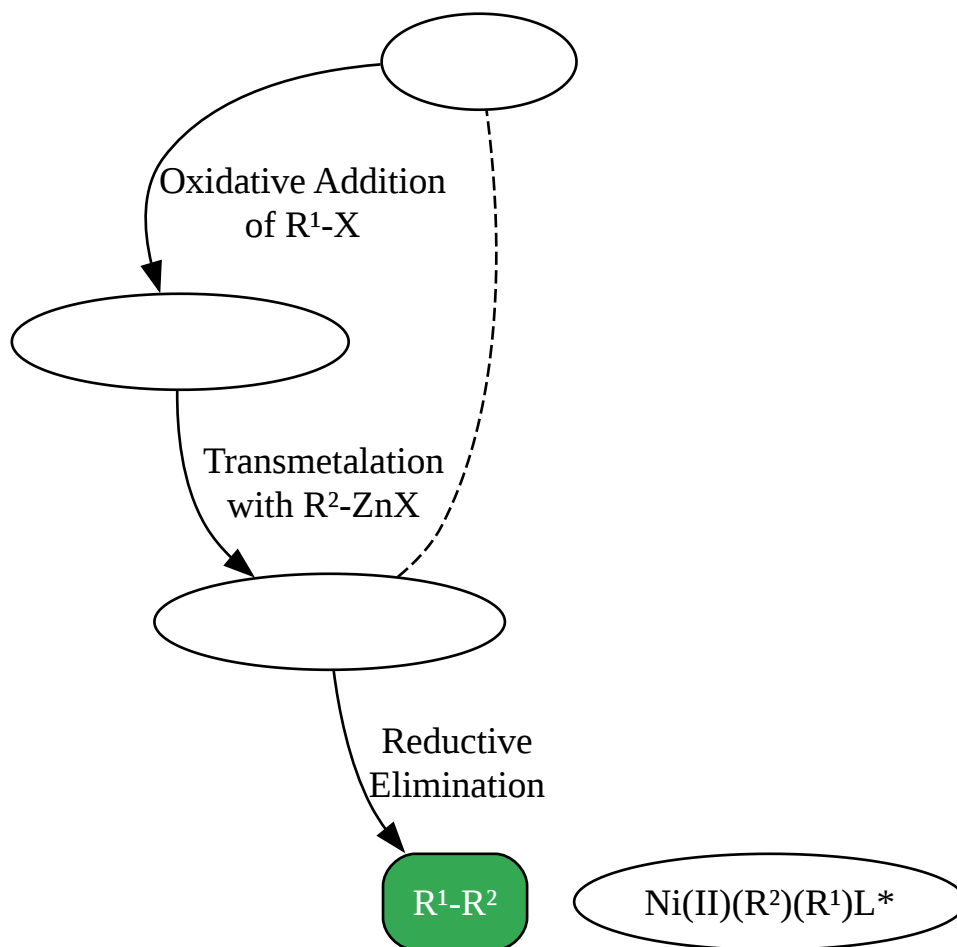 Oxidative Addition
of R¹-X
Transmetalation
with R²-ZnX
Reductive
Elimination
R¹-R²
Ni(II)(R²)(R¹)L*